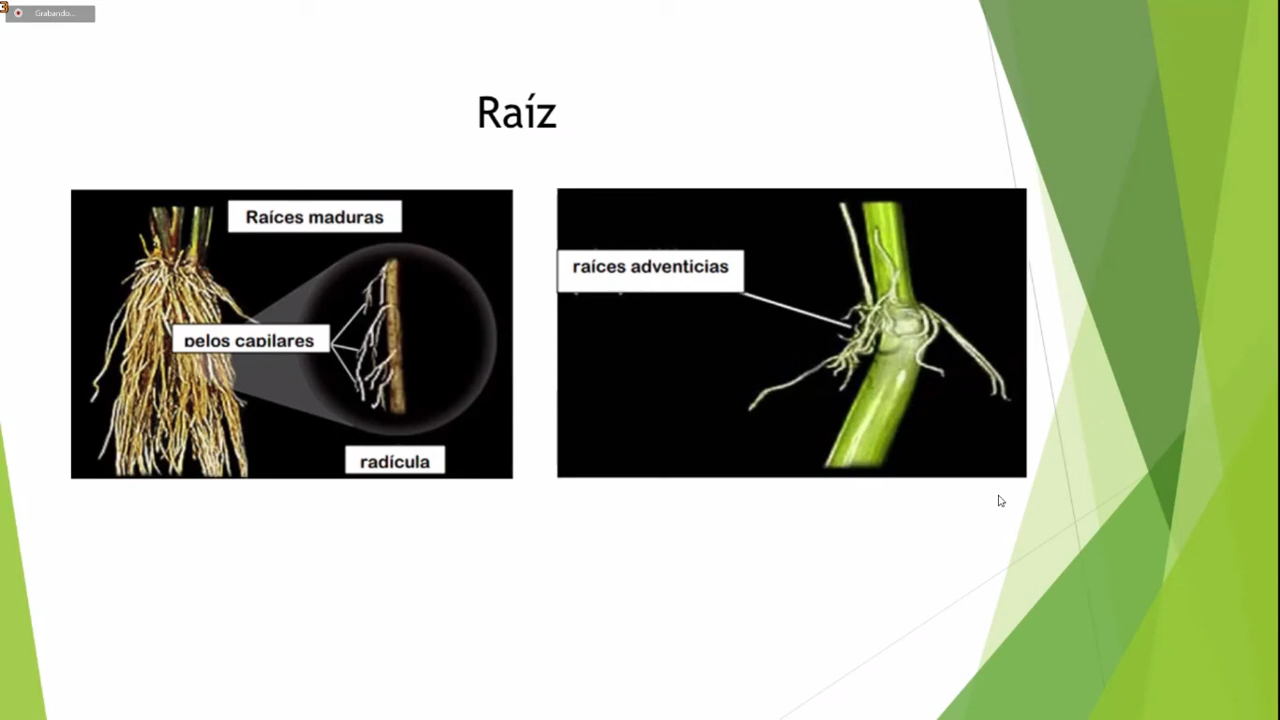 Grabando...
Raíz
Raíces maduras
pelos capilares
radícula
raíces adventicias